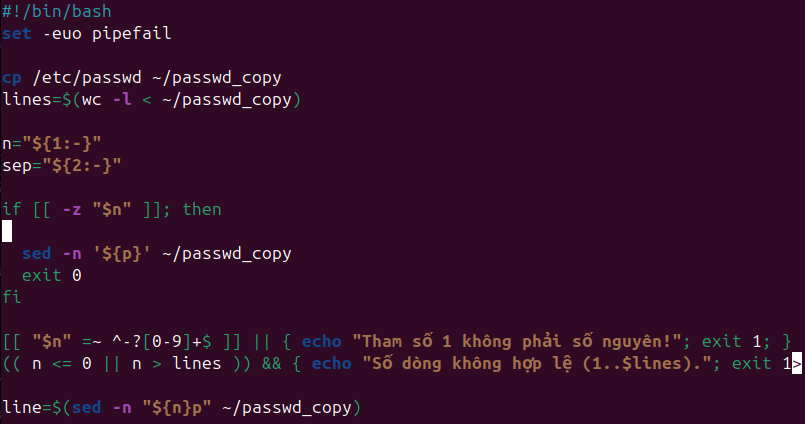 #!/bin/bash
set -euo pipefail
cp /etc/passwd ~/passwd_copy
lines=$(wc -l < ~/passwd_copy)
n="${1:-}"
sep="${2:-}"
if [[ -z "$n" ]]; then
  sed -n '${p}' ~/passwd_copy
  exit 0
fi
[[ "$n" =~ ^-?[0-9]+$ ]] || { echo "Tham số 1 không phải số nguyên!"; exit 1; }
(( n <= 0 || n > lines )) && { echo "Số dòng không hợp lệ (1..$lines)."; exit 1>
line=$(sed -n "${n}p" ~/passwd_copy)